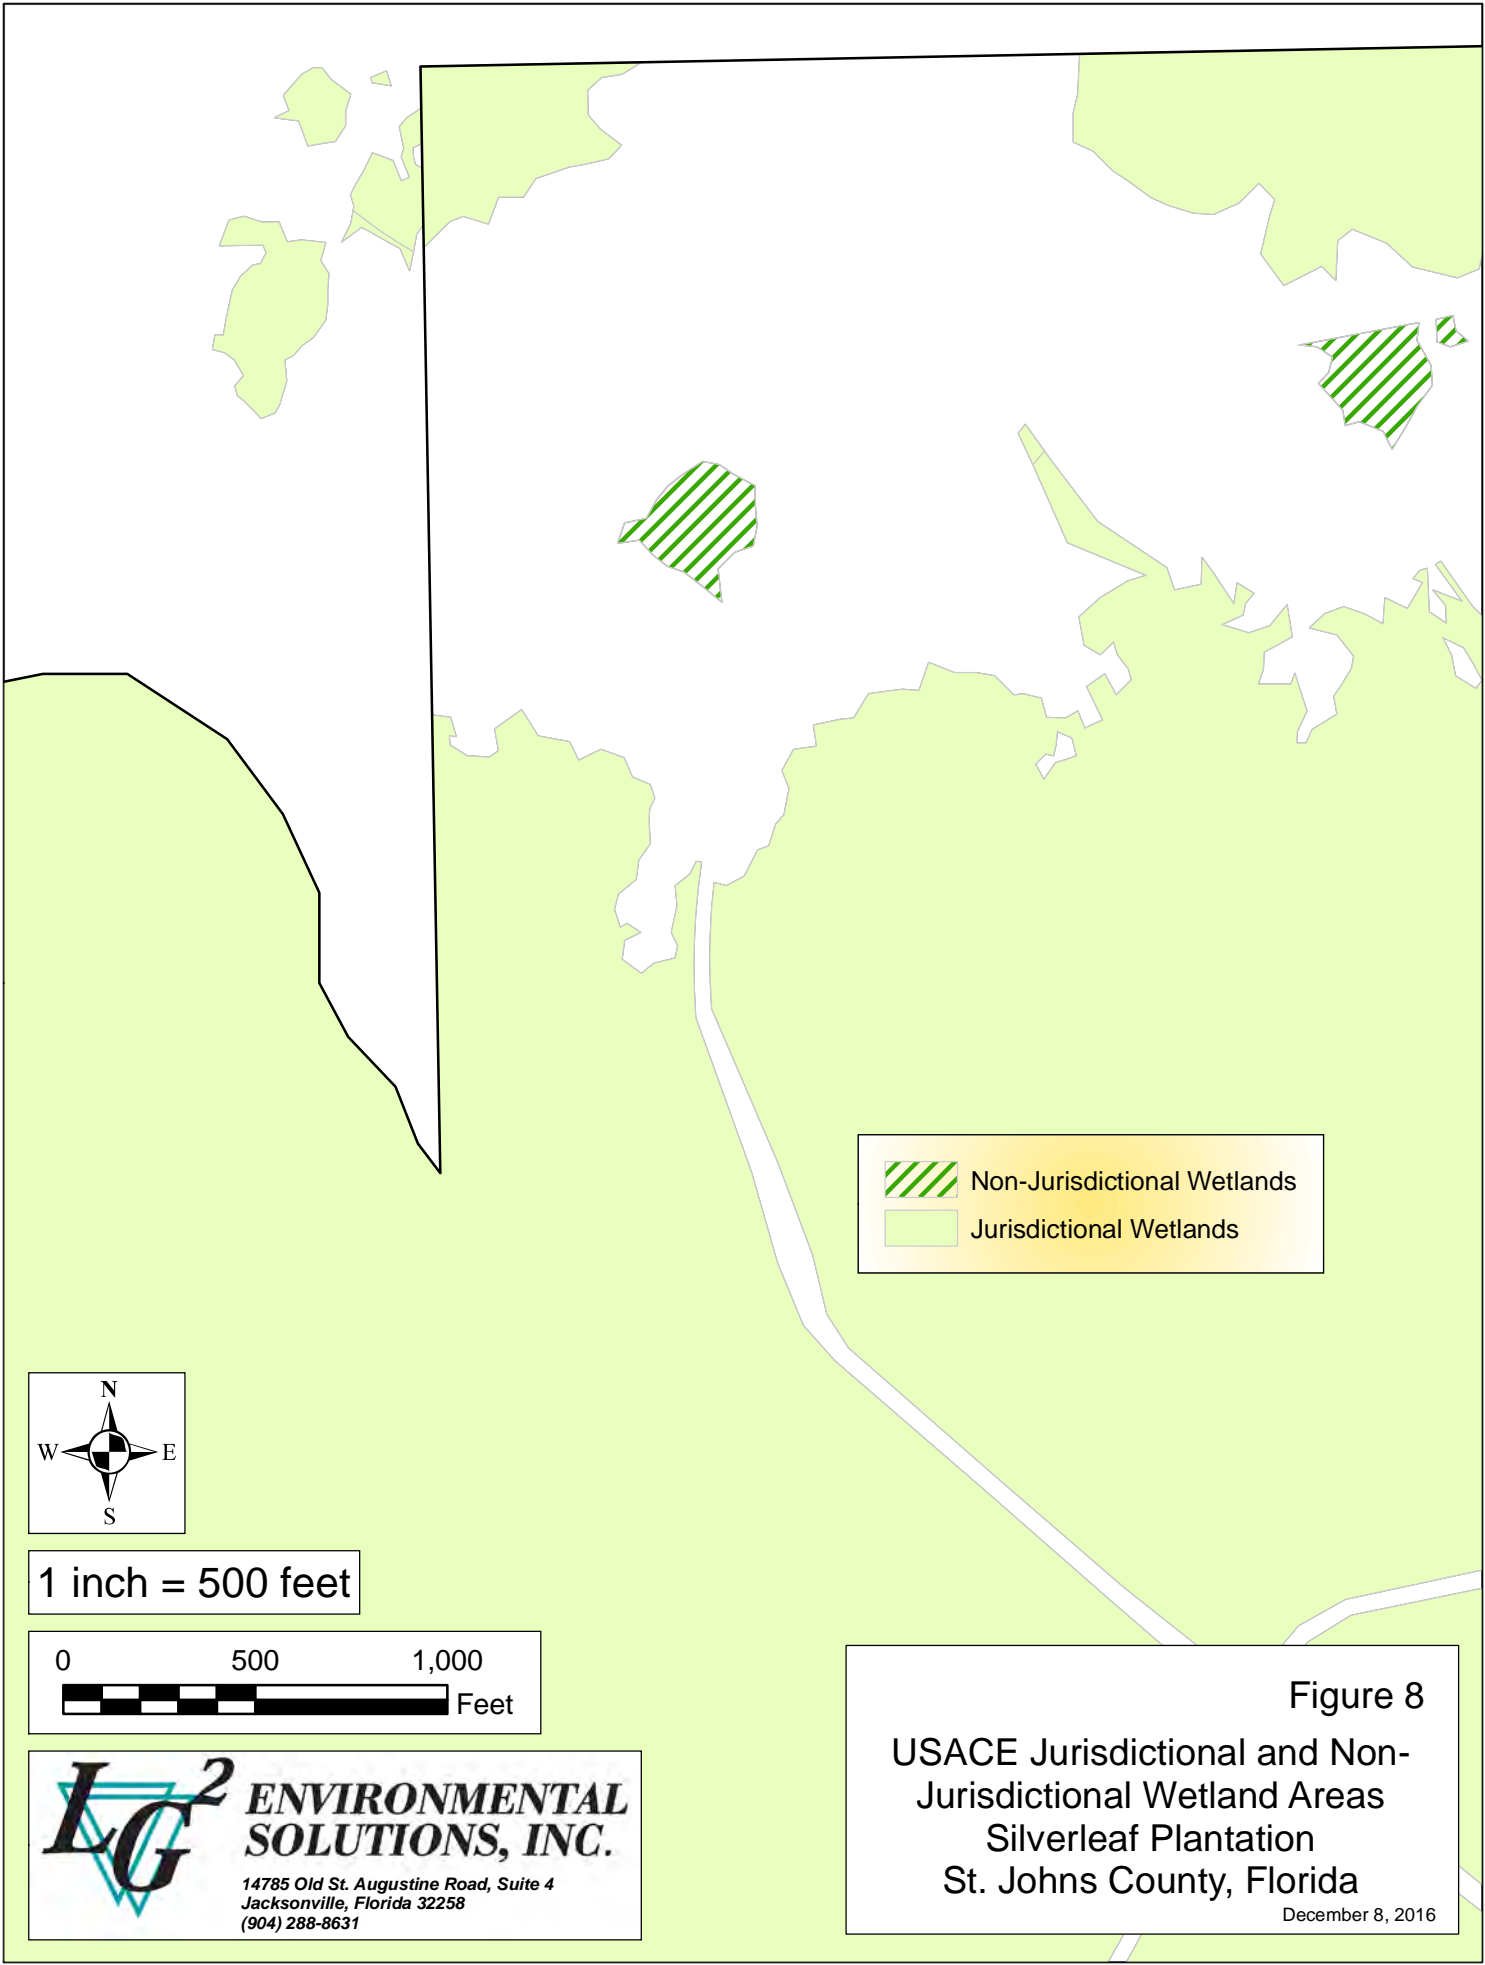 Non-Jurisdictional Wetlands
Jurisdictional Wetlands
N
W E
S
1 inch = 500 feet
0 500 1,000
Feet
LG2 ENVIRONMENTAL
SOLUTIONS, INC.
14785 Old St. Augustine Road, Suite 4
Jacksonville, Florida 32258
(904) 288-8631
Figure 8
USACE Jurisdictional and Non-
Jurisdictional Wetland Areas
Silverleaf Plantation
St. Johns County, Florida
December 8, 2016